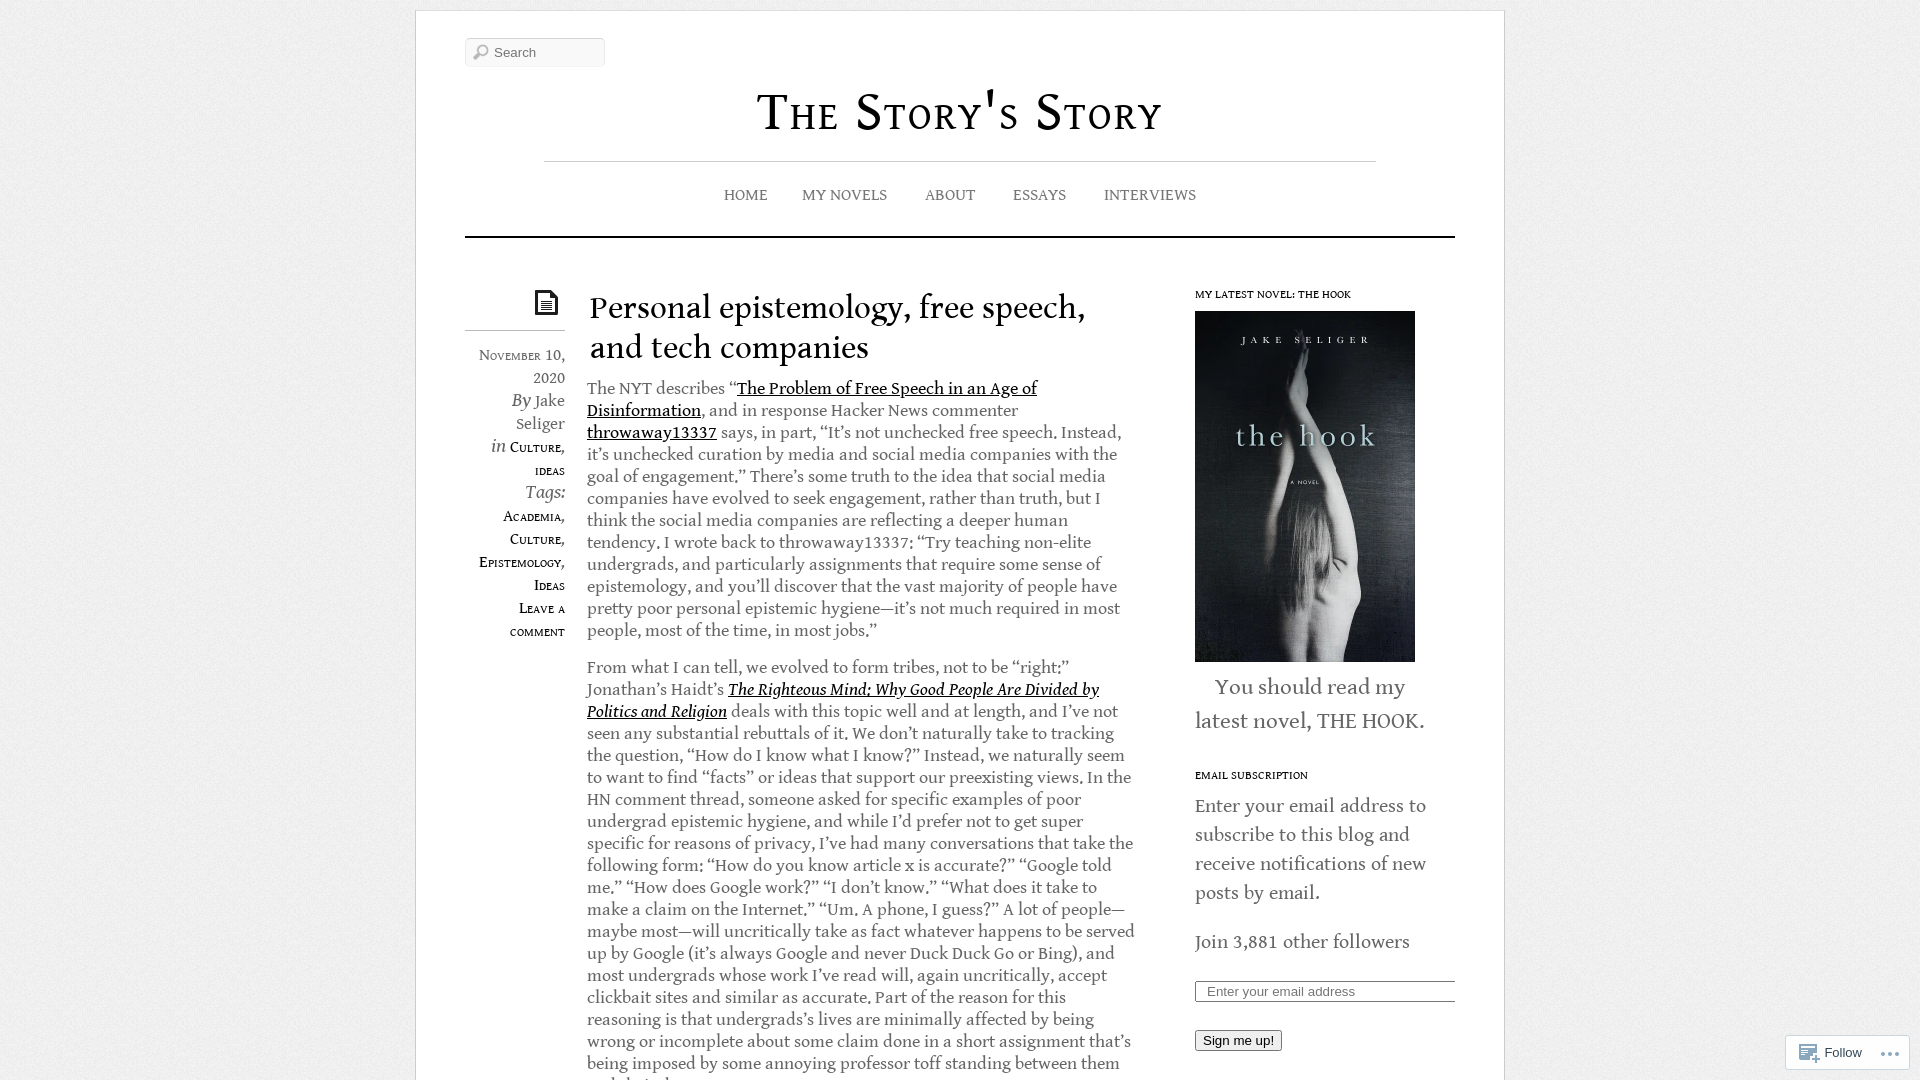 Search
The Story's Story
HOME
MY NOVELS
ABOUT
ESSAYS
INTERVIEWS
November 10,
2020
By Jake
Seliger
in Culture,
ideas
Tags:
Academia,
Culture,
Epistemology,
Ideas
Leave a
comment
Personal epistemology, free speech,
and tech companies
The NYT describes “The Problem of Free Speech in an Age of
Disinformation, and in response Hacker News commenter
throwaway13337 says, in part, “It’s not unchecked free speech. Instead,
it’s unchecked curation by media and social media companies with the
goal of engagement.” There’s some truth to the idea that social media
companies have evolved to seek engagement, rather than truth, but I
think the social media companies are reflecting a deeper human
tendency. I wrote back to throwaway13337: “Try teaching non-elite
undergrads, and particularly assignments that require some sense of
epistemology, and you’ll discover that the vast majority of people have
pretty poor personal epistemic hygiene—it’s not much required in most
people, most of the time, in most jobs.”
From what I can tell, we evolved to form tribes, not to be “right:”
Jonathan’s Haidt’s The Righteous Mind: Why Good People Are Divided by
Politics and Religion deals with this topic well and at length, and I’ve not
seen any substantial rebuttals of it. We don’t naturally take to tracking
the question, “How do I know what I know?” Instead, we naturally seem
to want to find “facts” or ideas that support our preexisting views. In the
HN comment thread, someone asked for specific examples of poor
undergrad epistemic hygiene, and while I’d prefer not to get super
specific for reasons of privacy, I’ve had many conversations that take the
following form: “How do you know article x is accurate?” “Google told
me.” “How does Google work?” “I don’t know.” “What does it take to
make a claim on the Internet.” “Um. A phone, I guess?” A lot of people—
maybe most—will uncritically take as fact whatever happens to be served
up by Google (it’s always Google and never Duck Duck Go or Bing), and
most undergrads whose work I’ve read will, again uncritically, accept
clickbait sites and similar as accurate. Part of the reason for this
reasoning is that undergrads’s lives are minimally affected by being
wrong or incomplete about some claim done in a short assignment that’s
being imposed by some annoying professor toff standing between them
MY LATEST NOVEL: THE HOOK
JAKE SELIGER
the hook
A NOVEL
You should read my
latest novel, THE HOOK.
EMAIL SUBSCRIPTION
Enter your email address to
subscribe to this blog and
receive notifications of new
posts by email.
Join 3,881 other followers
Enter your email address
Sign me up!
Follow